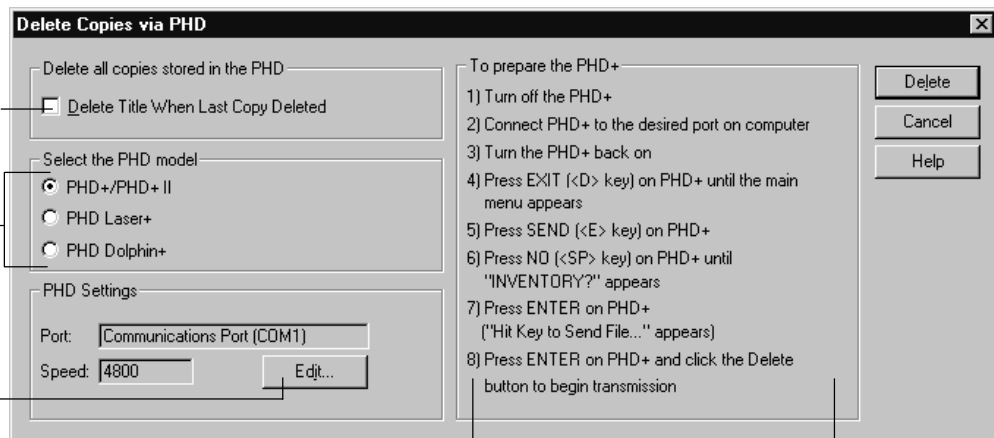 Delete Copies via PHD
Delete all copies stored in the PHD
Delete Title When Last Copy Deleted
Select the PHD model
PHD+/PHD+ II
PHD Laser+
PHD Dolphin+
PHD Settings
Port: Communications Port (COM1)
Speed: 4800
Edit...
To prepare the PHD+
1) Turn off the PHD+
2) Connect PHD+ to the desired port on computer
3) Turn the PHD+ back on
4) Press EXIT (<D> key) on PHD+ until the main
menu appears
5) Press SEND (<E> key) on PHD+
6) Press NO (<SP> key) on PHD+ until
"INVENTORY?" appears
7) Press ENTER on PHD+
("Hit Key to Send File..." appears)
8) Press ENTER on PHD+ and click the Delete
button to begin transmission
Delete
Cancel
Help